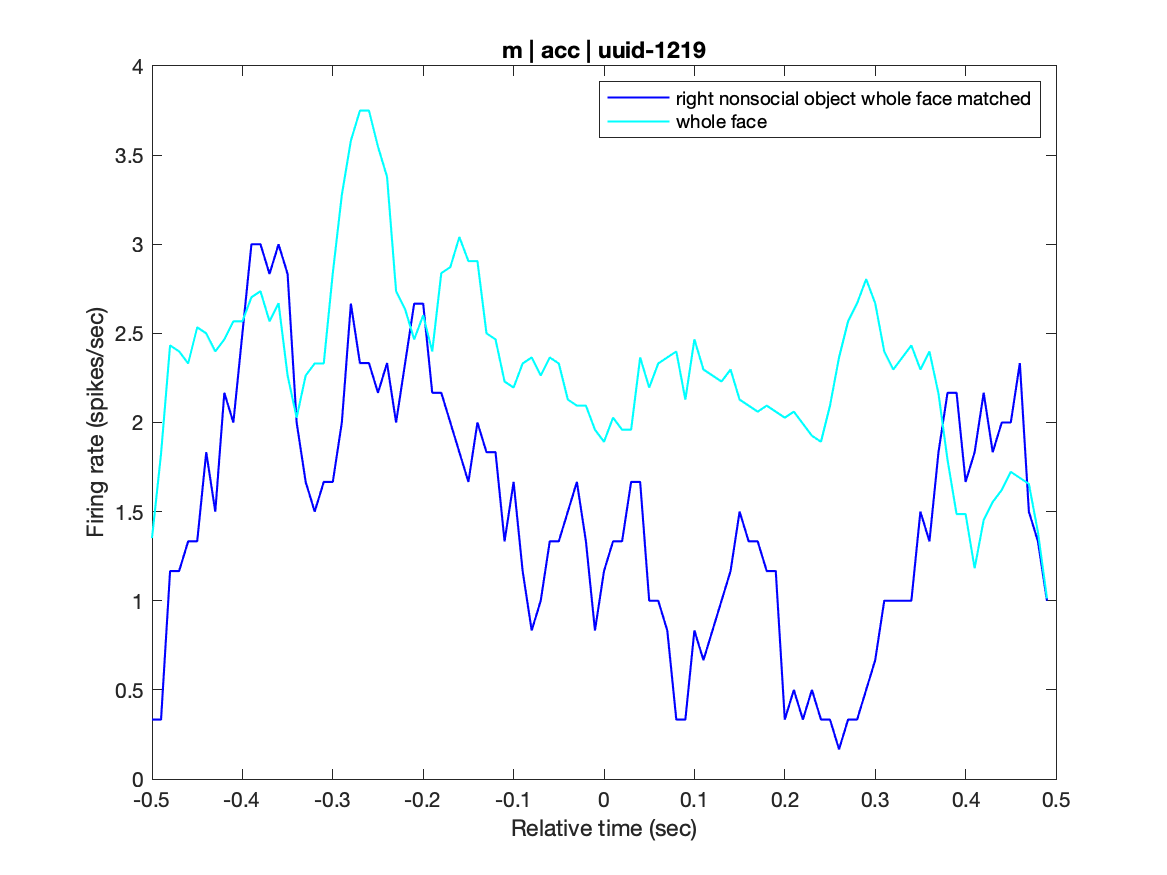 m | acc | uuid-1219
right nonsocial object whole face matched
whole face
Firing rate (spikes/sec)
4
3.5
3
2.5
2
1.5
1
0.5
0
-0.5 -0.4 -0.3 -0.2 -0.1 0 0.1 0.2 0.3 0.4 0.5
Relative time (sec)